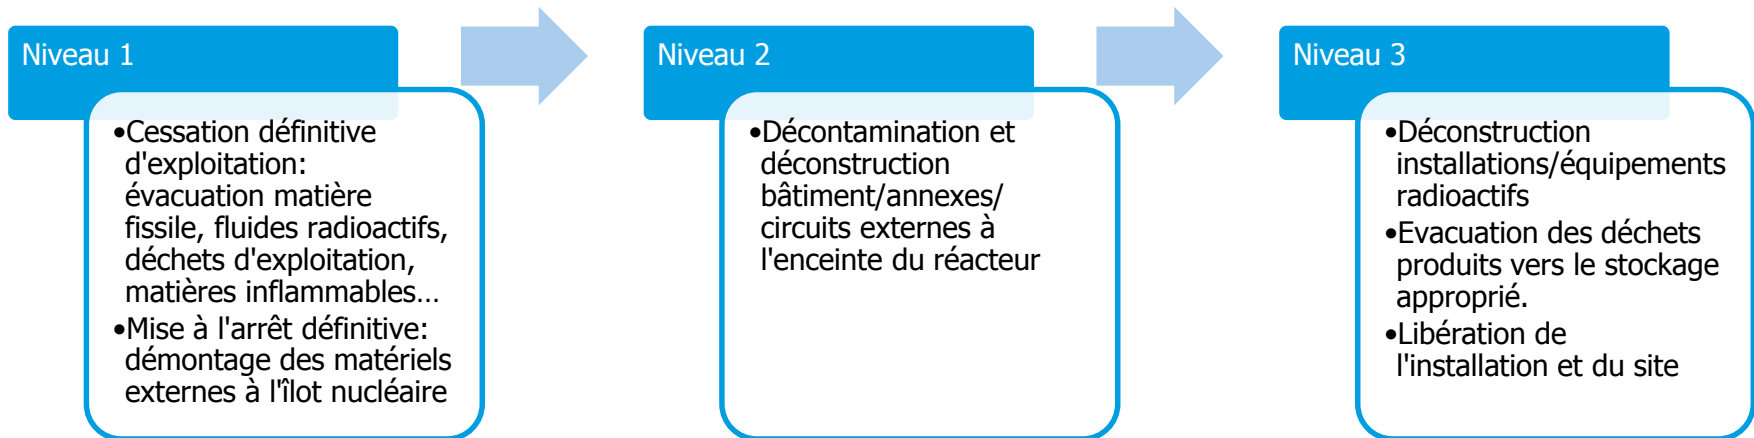 Niveau 1
•Cessation définitive
d'exploitation:
évacuation matière
fissile, fluides radioactifs,
déchets d'exploitation,
matières inflammables…
•Mise à l'arrêt définitive:
démontage des matériels
externes à l'îlot nucléaire
Niveau 2
•Décontamination et
déconstruction
bâtiment/annexes/
circuits externes à
l'enceinte du réacteur
Niveau 3
•Déconstruction
installations/équipements
radioactifs
•Evacuation des déchets
produits vers le stockage
approprié.
•Libération de
l'installation et du site